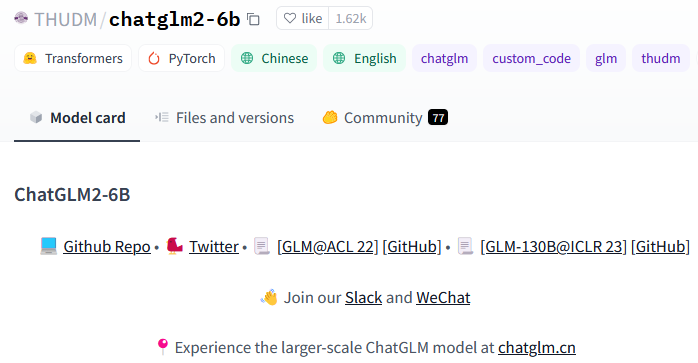 THUDM/chatglm2-6b like 1.62k
Transformers PyTorch Chinese English chatglm custom_code glm thudm
Model card Files and versions Community 77
ChatGLM2-6B
Github Repo • Twitter • [GLM@ACL 22] [GitHub] • [GLM-130B@ICLR 23] [GitHub]
Join our Slack and WeChat
Experience the larger-scale ChatGLM model at chatglm.cn